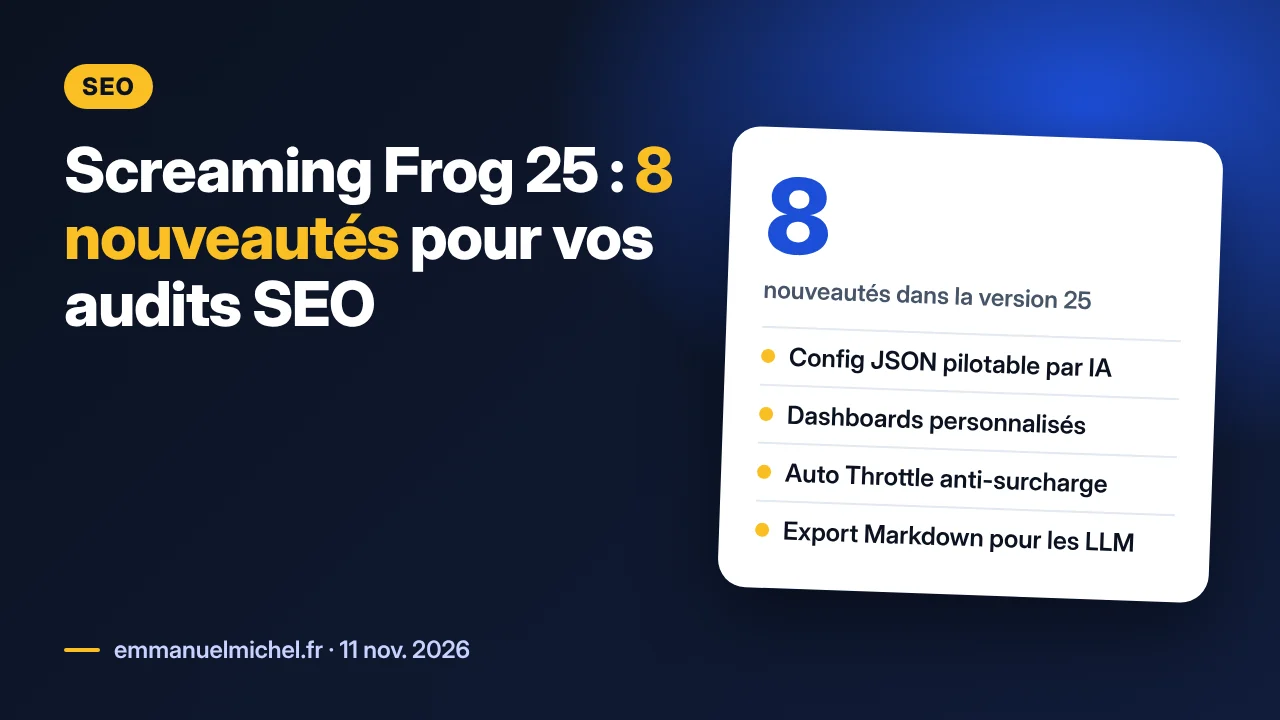 SEO
Screaming Frog 25 : 8
nouveautés pour vos
audits SEO
8
nouveautés dans la version 25
Config JSON pilotable par IA
Dashboards personnalisés
Auto Throttle anti-surcharge
Export Markdown pour les LLM
emmanuelmichel.fr · 11 nov. 2026